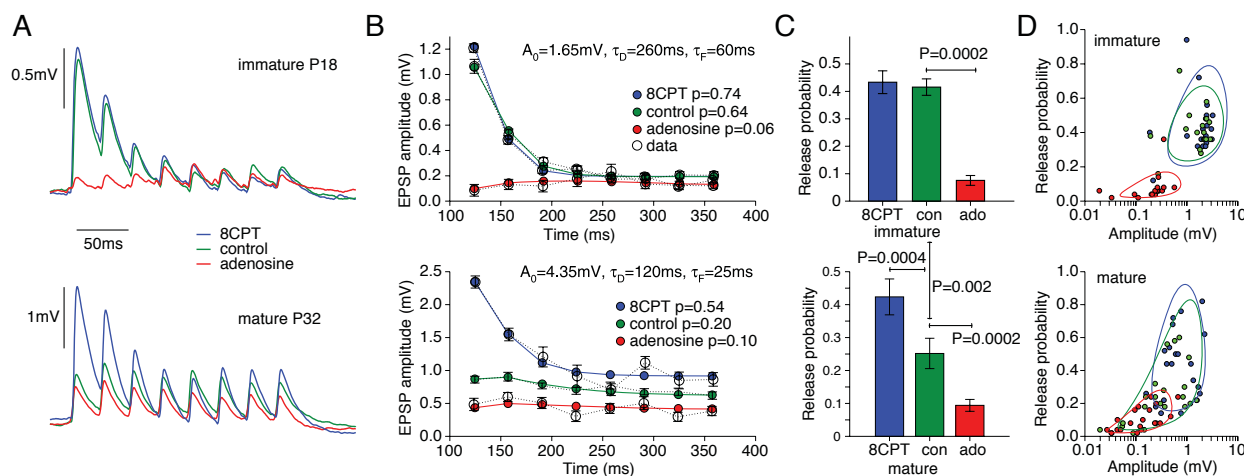 A
0.5mV
immature P18
50ms
8CPT
control
adenosine
1mV
mature P32
B
A0=1.65mV, τD=260ms, τF=60ms
8CPT p=0.74
control p=0.64
adenosine p=0.06
data
EPSP amplitude (mV)
1.2
1.0
0.8
0.6
0.4
0.2
0.0
100 150 200 250 300 350 400
Time (ms)
A0=4.35mV, τD=120ms, τF=25ms
8CPT p=0.54
control p=0.20
adenosine p=0.10
EPSP amplitude (mV)
2.5
2.0
1.5
1.0
0.5
0.0
100 150 200 250 300 350 400
Time (ms)
C
P=0.0002
Release probability
0.5
0.4
0.3
0.2
0.1
0
8CPT con ado
immature
P=0.0004
P=0.002
P=0.0002
Release probability
0.5
0.4
0.3
0.2
0.1
0
8CPT con ado
mature
D
immature
Release probability
1.0
0.8
0.6
0.4
0.2
0.0
0.01 0.1 1 10
Amplitude (mV)
mature
Release probability
1.0
0.8
0.6
0.4
0.2
0.0
0.01 0.1 1 10
Amplitude (mV)